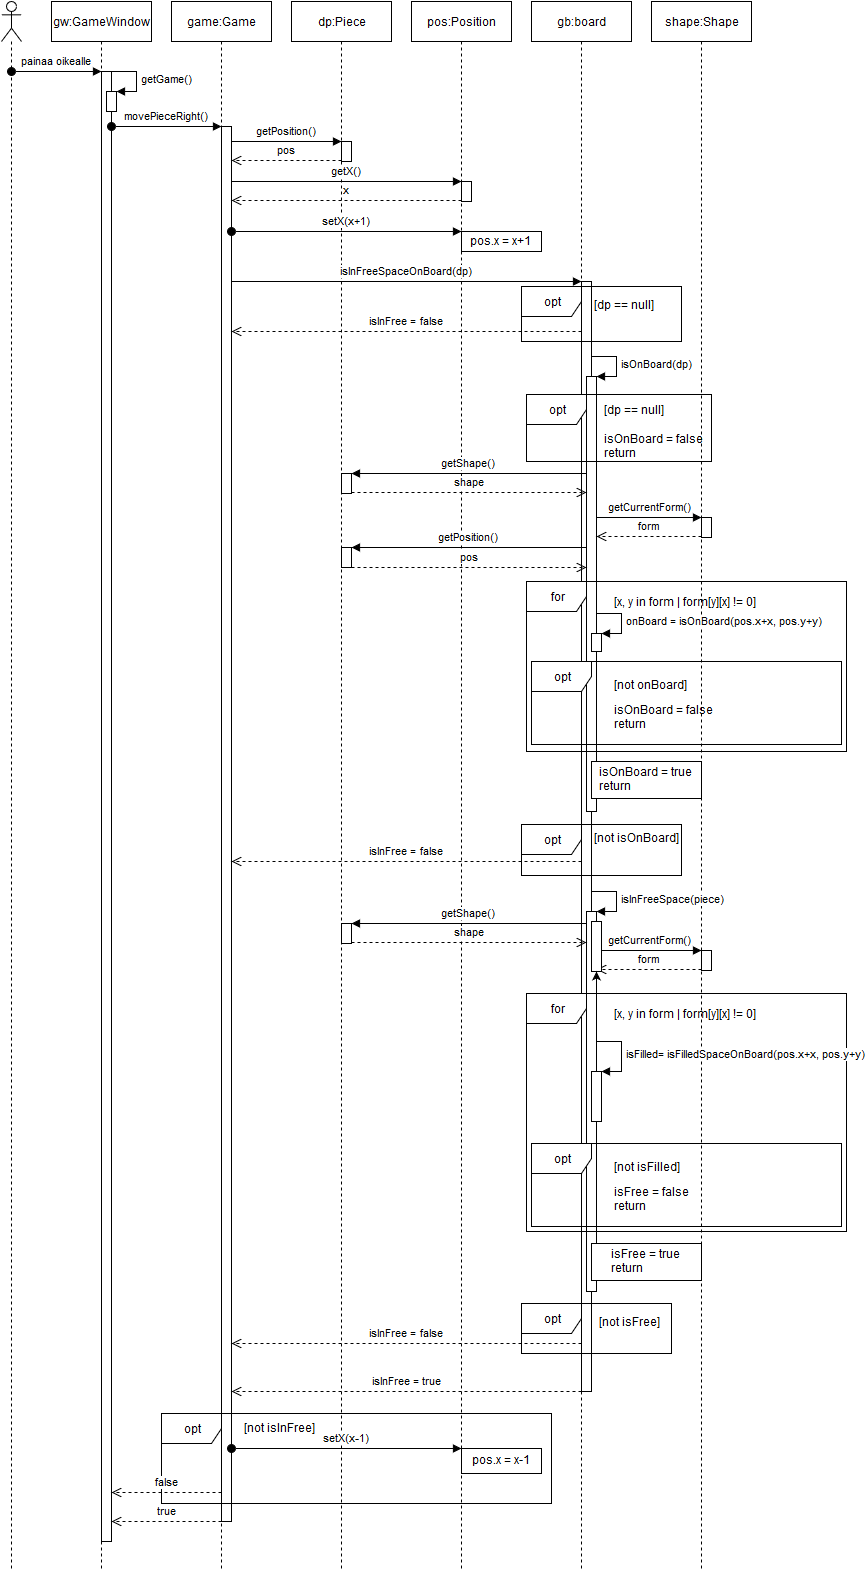 gw:GameWindow
game:Game
dp:Piece
pos:Position
gb:board
shape:Shape
painaa oikealle
getGame()
movePieceRight()
getPosition()
pos
getX()
x
setX(x+1)
pos.x = x+1
isInFreeSpaceOnBoard(dp)
opt
[dp == null]
isInFree = false
isOnBoard(dp)
opt
[dp == null]
isOnBoard = false
return
getShape()
shape
getCurrentForm()
form
getPosition()
pos
for
[x, y in form | form[y][x] != 0]
onBoard = isOnBoard(pos.x+x, pos.y+y)
opt
[not onBoard]
isOnBoard = false
return
isOnBoard = true
return
opt
[not isOnBoard]
isInFree = false
isInFreeSpace(piece)
getShape()
shape
getCurrentForm()
form
for
[x, y in form | form[y][x] != 0]
isFilled= isFilledSpaceOnBoard(pos.x+x, pos.y+y)
opt
[not isFilled]
isFree = false
return
isFree = true
return
opt
[not isFree]
isInFree = false
isInFree = true
opt
[not isInFree]
setX(x-1)
pos.x = x-1
false
true